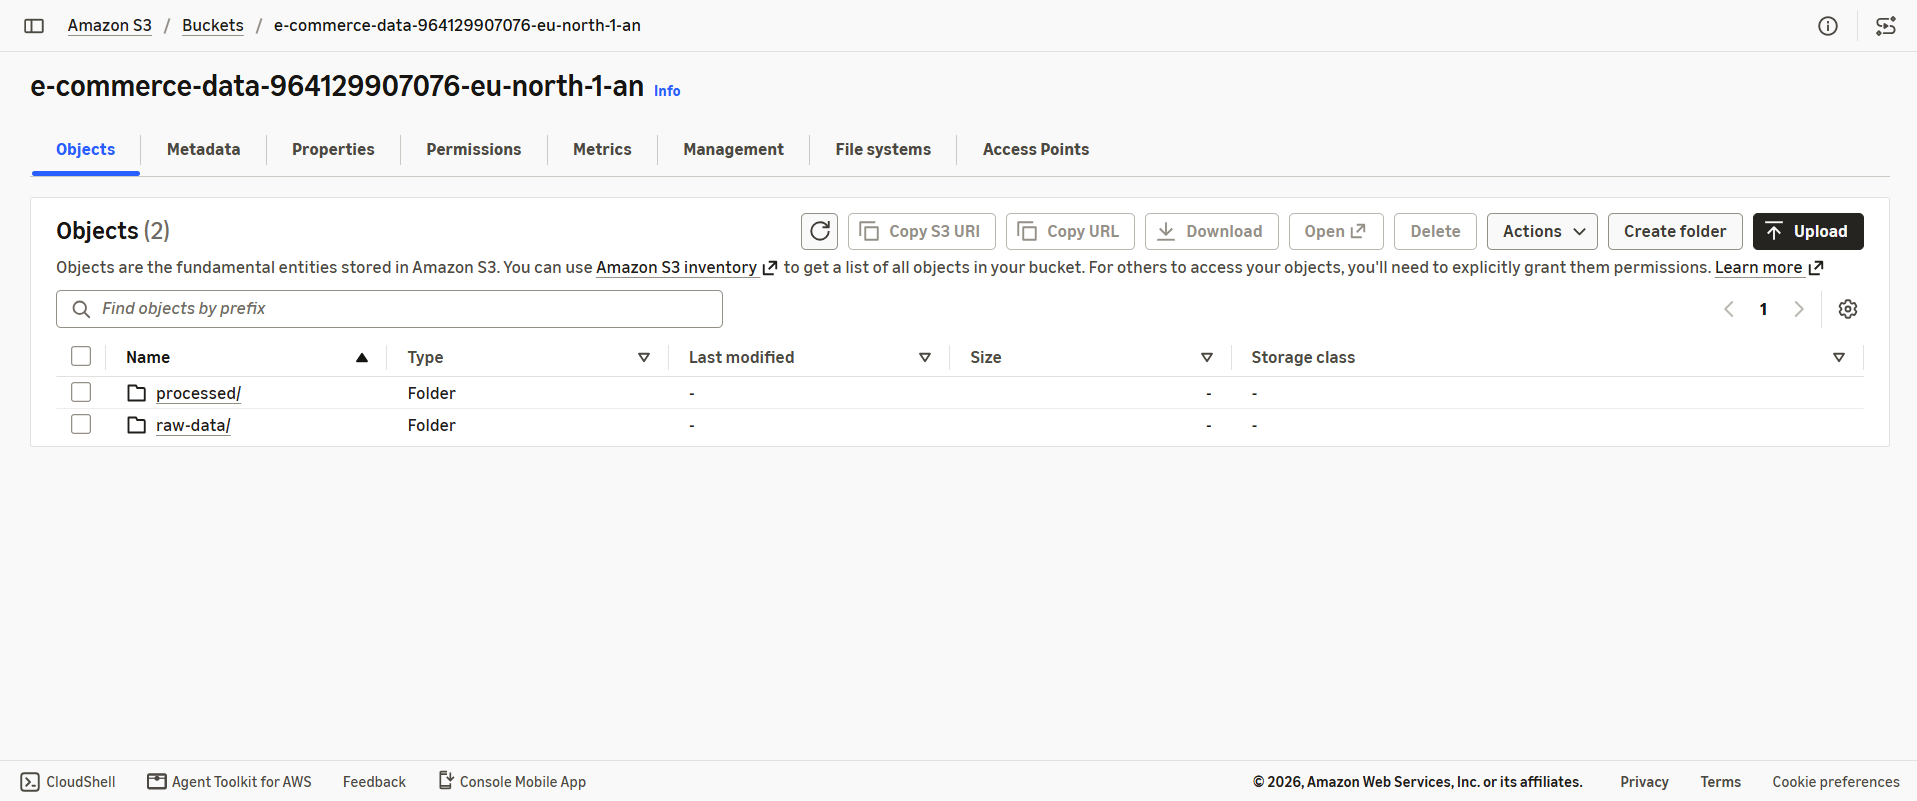 Amazon S3 / Buckets / e-commerce-data-964129907076-eu-north-1-an
e-commerce-data-964129907076-eu-north-1-an Info
Objects Metadata Properties Permissions Metrics Management File systems Access Points
Objects (2) Copy S3 URI Copy URL Download Open Delete Actions Create folder Upload
Objects are the fundamental entities stored in Amazon S3. You can use Amazon S3 inventory to get a list of all objects in your bucket. For others to access your objects, you'll need to explicitly grant them permissions. Learn more
Find objects by prefix 1
Name Type Last modified Size Storage class
processed/ Folder - - -
raw-data/ Folder - - -
CloudShell Agent Toolkit for AWS Feedback Console Mobile App © 2026, Amazon Web Services, Inc. or its affiliates. Privacy Terms Cookie preferences